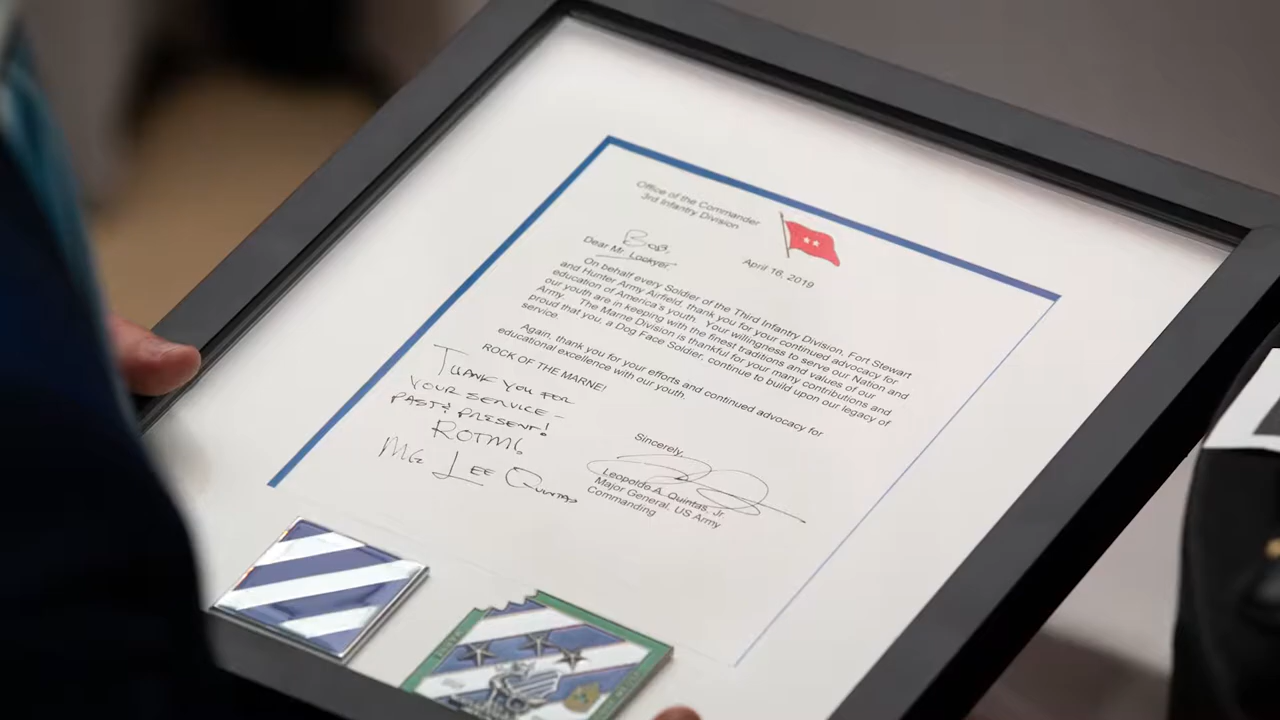 Office of the Commander
3rd Infantry Division
April 16, 2019
Bob,
Dear Mr. Lockyer,
On behalf every Soldier of the Third Infantry Division, Fort Stewart
and Hunter Army Airfield, thank you for your continued advocacy for
education of America's youth. Your willingness to serve our Nation and
our youth are in keeping with the finest traditions and values of our
Army. The Marne Division is thankful for your many contributions and
proud that you, a Dog Face Soldier, continue to build upon our legacy of
service.
Again, thank you for your efforts and continued advocacy for
educational excellence with our youth.
ROCK OF THE MARNE!
THANK YOU FOR
YOUR SERVICE -
PAST & PRESENT!
ROTM!
MG LEE QUINTAS
Sincerely,
Leopoldo A. Quintas, Jr.
Major General, US Army
Commanding